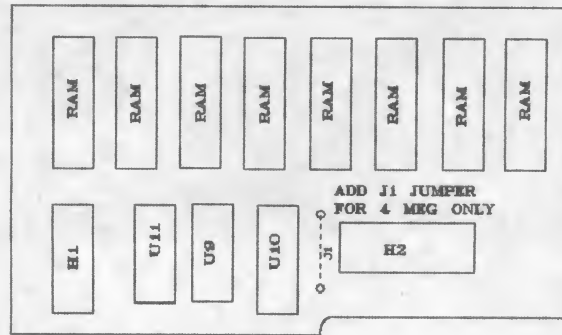 RAM RAM RAM RAM RAM RAM RAM RAM
ADD J1 JUMPER
FOR 4 MEG ONLY
H1 U11 U9 U10 J1 H2